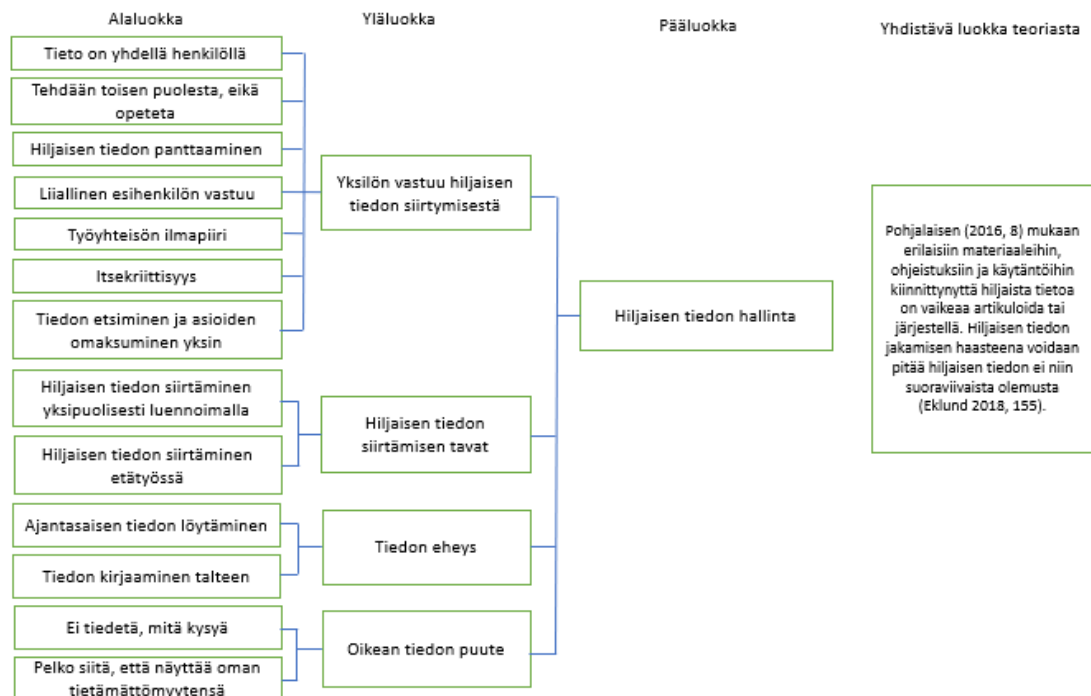 Alaluokka
Yläluokka
Pääluokka
Yhdistävä luokka teoriasta
Tieto on yhdellä henkilöllä
Tehdään toisen puolesta, eikä
opeteta
Hiljaisen tiedon panttaaminen
Liiallinen esihenkilön vastuu
Työyhteisön ilmapiiri
Itsekriittisyys
Tiedon etsiminen ja asioiden
omaksuminen yksin
Hiljaisen tiedon siirtäminen
yksipuolisesti luennoimalla
Hiljaisen tiedon siirtäminen
etätyössä
Ajantasaisen tiedon löytäminen
Tiedon kirjaaminen talteen
Ei tiedetä, mitä kysyä
Pelko siitä, että näyttää oman
tietämättömyytensä
Yksilön vastuu hiljaisen
tiedon siirtymisestä
Hiljaisen tiedon
siirtämisen tavat
Tiedon eheys
Oikean tiedon puute
Hiljaisen tiedon hallinta
Pohjalaisen (2016, 8) mukaan
erilaisiin materiaaleihin,
ohjeistuksiin ja käytäntöihin
kiinnittynyttä hiljaista tietoa
on vaikeaa artikuloida tai
järjestellä. Hiljaisen tiedon
jakamisen haasteena voidaan
pitää hiljaisen tiedon ei niin
suoraviivaista olemusta
(Eklund 2018, 155).